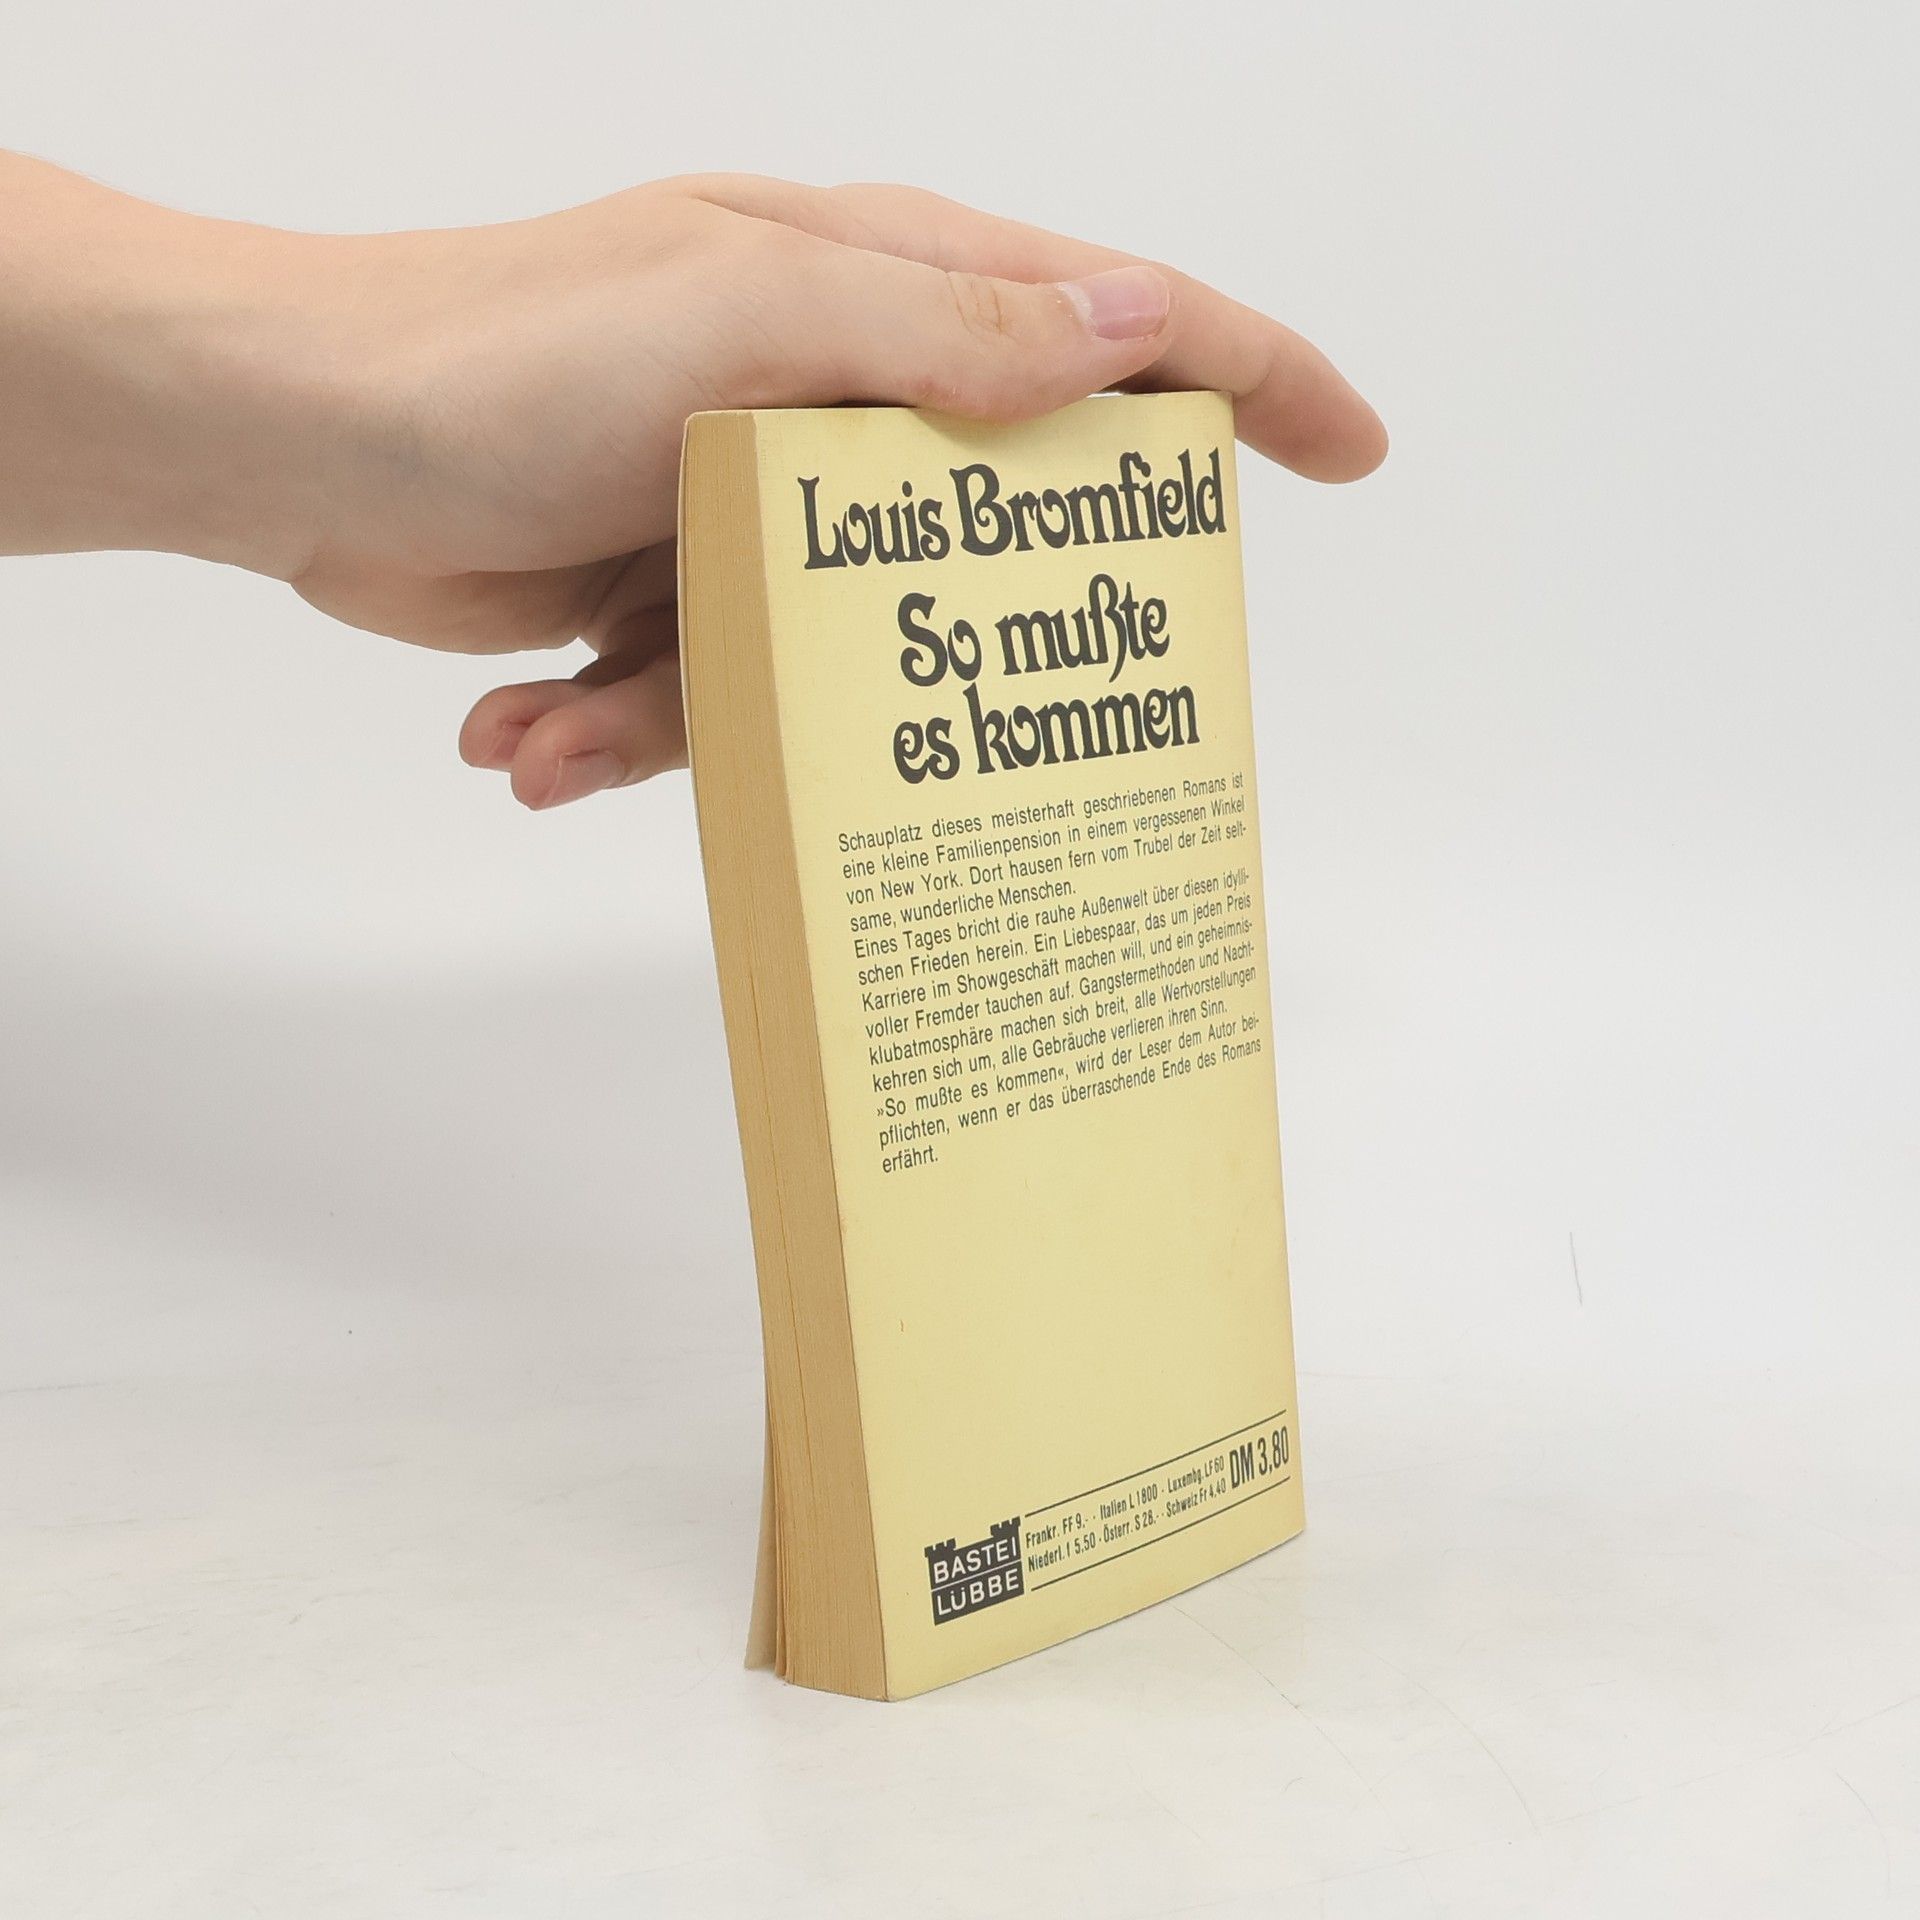 Louis Bromfield
So mußte
es kommen
Schauplatz dieses meisterhaft geschriebenen Romans ist
eine kleine Familienpension in einem vergessenen Winkel
von New York. Dort hausen fern vom Trubel der Zeit selt-
same, wunderliche Menschen.
Eines Tages bricht die rauhe Außenwelt über diesen idylli-
schen Frieden herein. Ein Liebespaar, das um jeden Preis
Karriere im Showgeschäft machen will, und ein geheimnis-
voller Fremder tauchen auf. Gangstermethoden und Nacht-
klubatmosphäre machen sich breit, alle Wertvorstellungen
kehren sich um, alle Gebräuche verlieren ihren Sinn.
»So mußte es kommen«, wird der Leser dem Autor bei-
pflichten, wenn er das überraschende Ende des Romans
erfährt.
BASTEI
LÜBBE
Frankr. FF 9.- · Italien L 1800 · Luxembg. LF 60
Niederl. f 5,50 · Österr. S 28.- · Schweiz Fr 4,40
DM 3,80